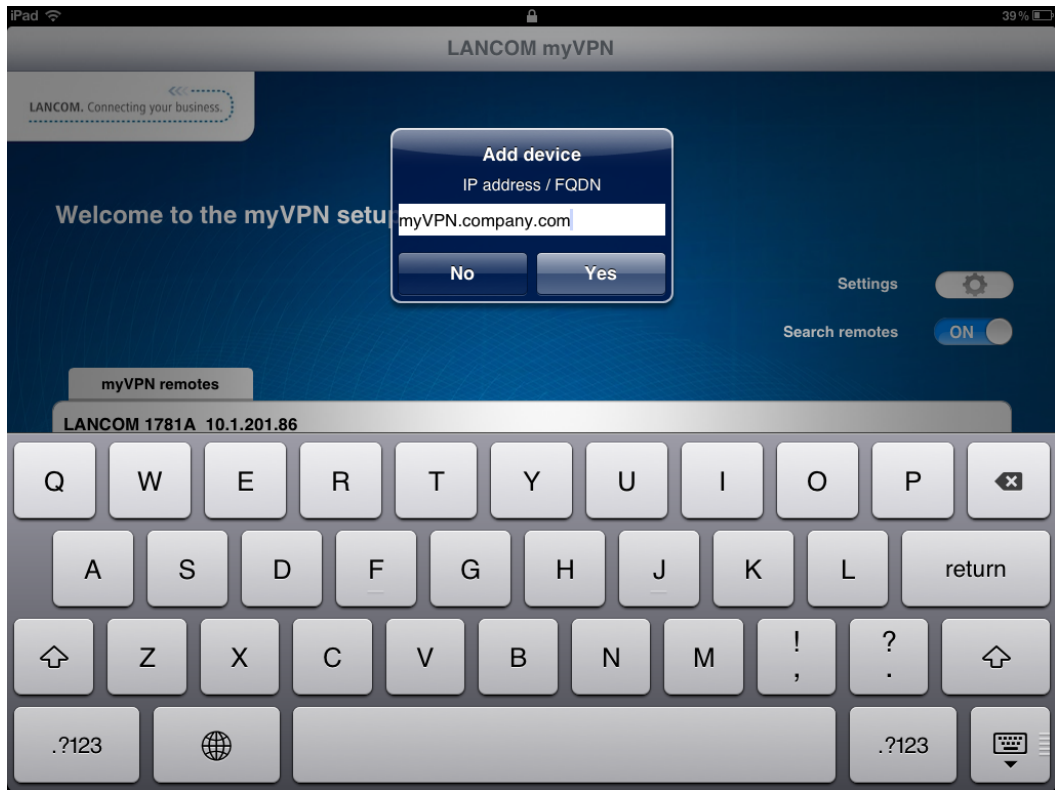 iPad 39 %
LANCOM myVPN
LANCOM. Connecting your business.
Add device
IP address / FQDN
Welcome to the myVPN setup
myVPN.company.com
No Yes
Settings
Search remotes ON
myVPN remotes
LANCOM 1781A 10.1.201.86
Q W E R T Y U I O P
A S D F G H J K L return
Z X C V B N M ! , ? .
.?123 .?123